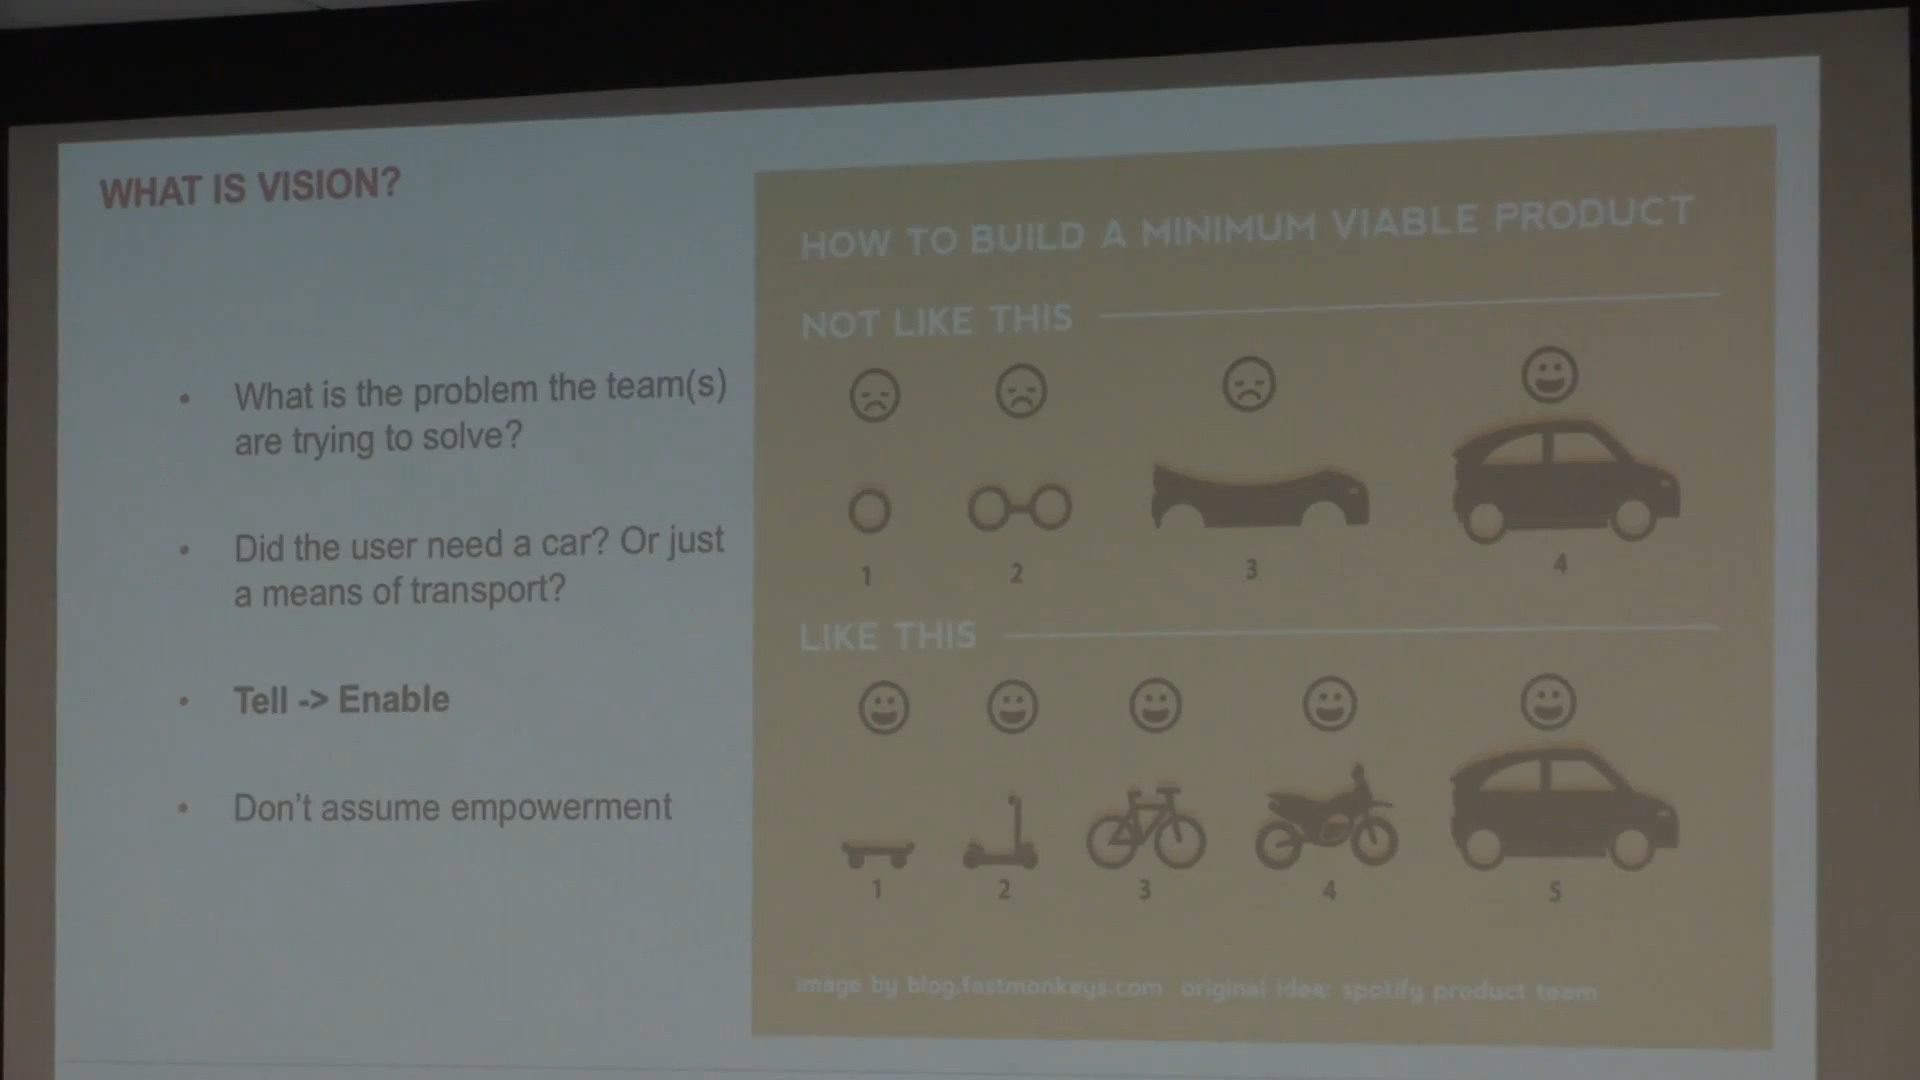 WHAT IS VISION?
• What is the problem the team(s)
are trying to solve?
• Did the user need a car? Or just
a means of transport?
• Tell -> Enable
• Don't assume empowerment
HOW TO BUILD A MINIMUM VIABLE PRODUCT
NOT LIKE THIS
1 2 3 4
LIKE THIS
1 2 3 4 5
image by blog.fastmonkeys.com original idea: spotify product team